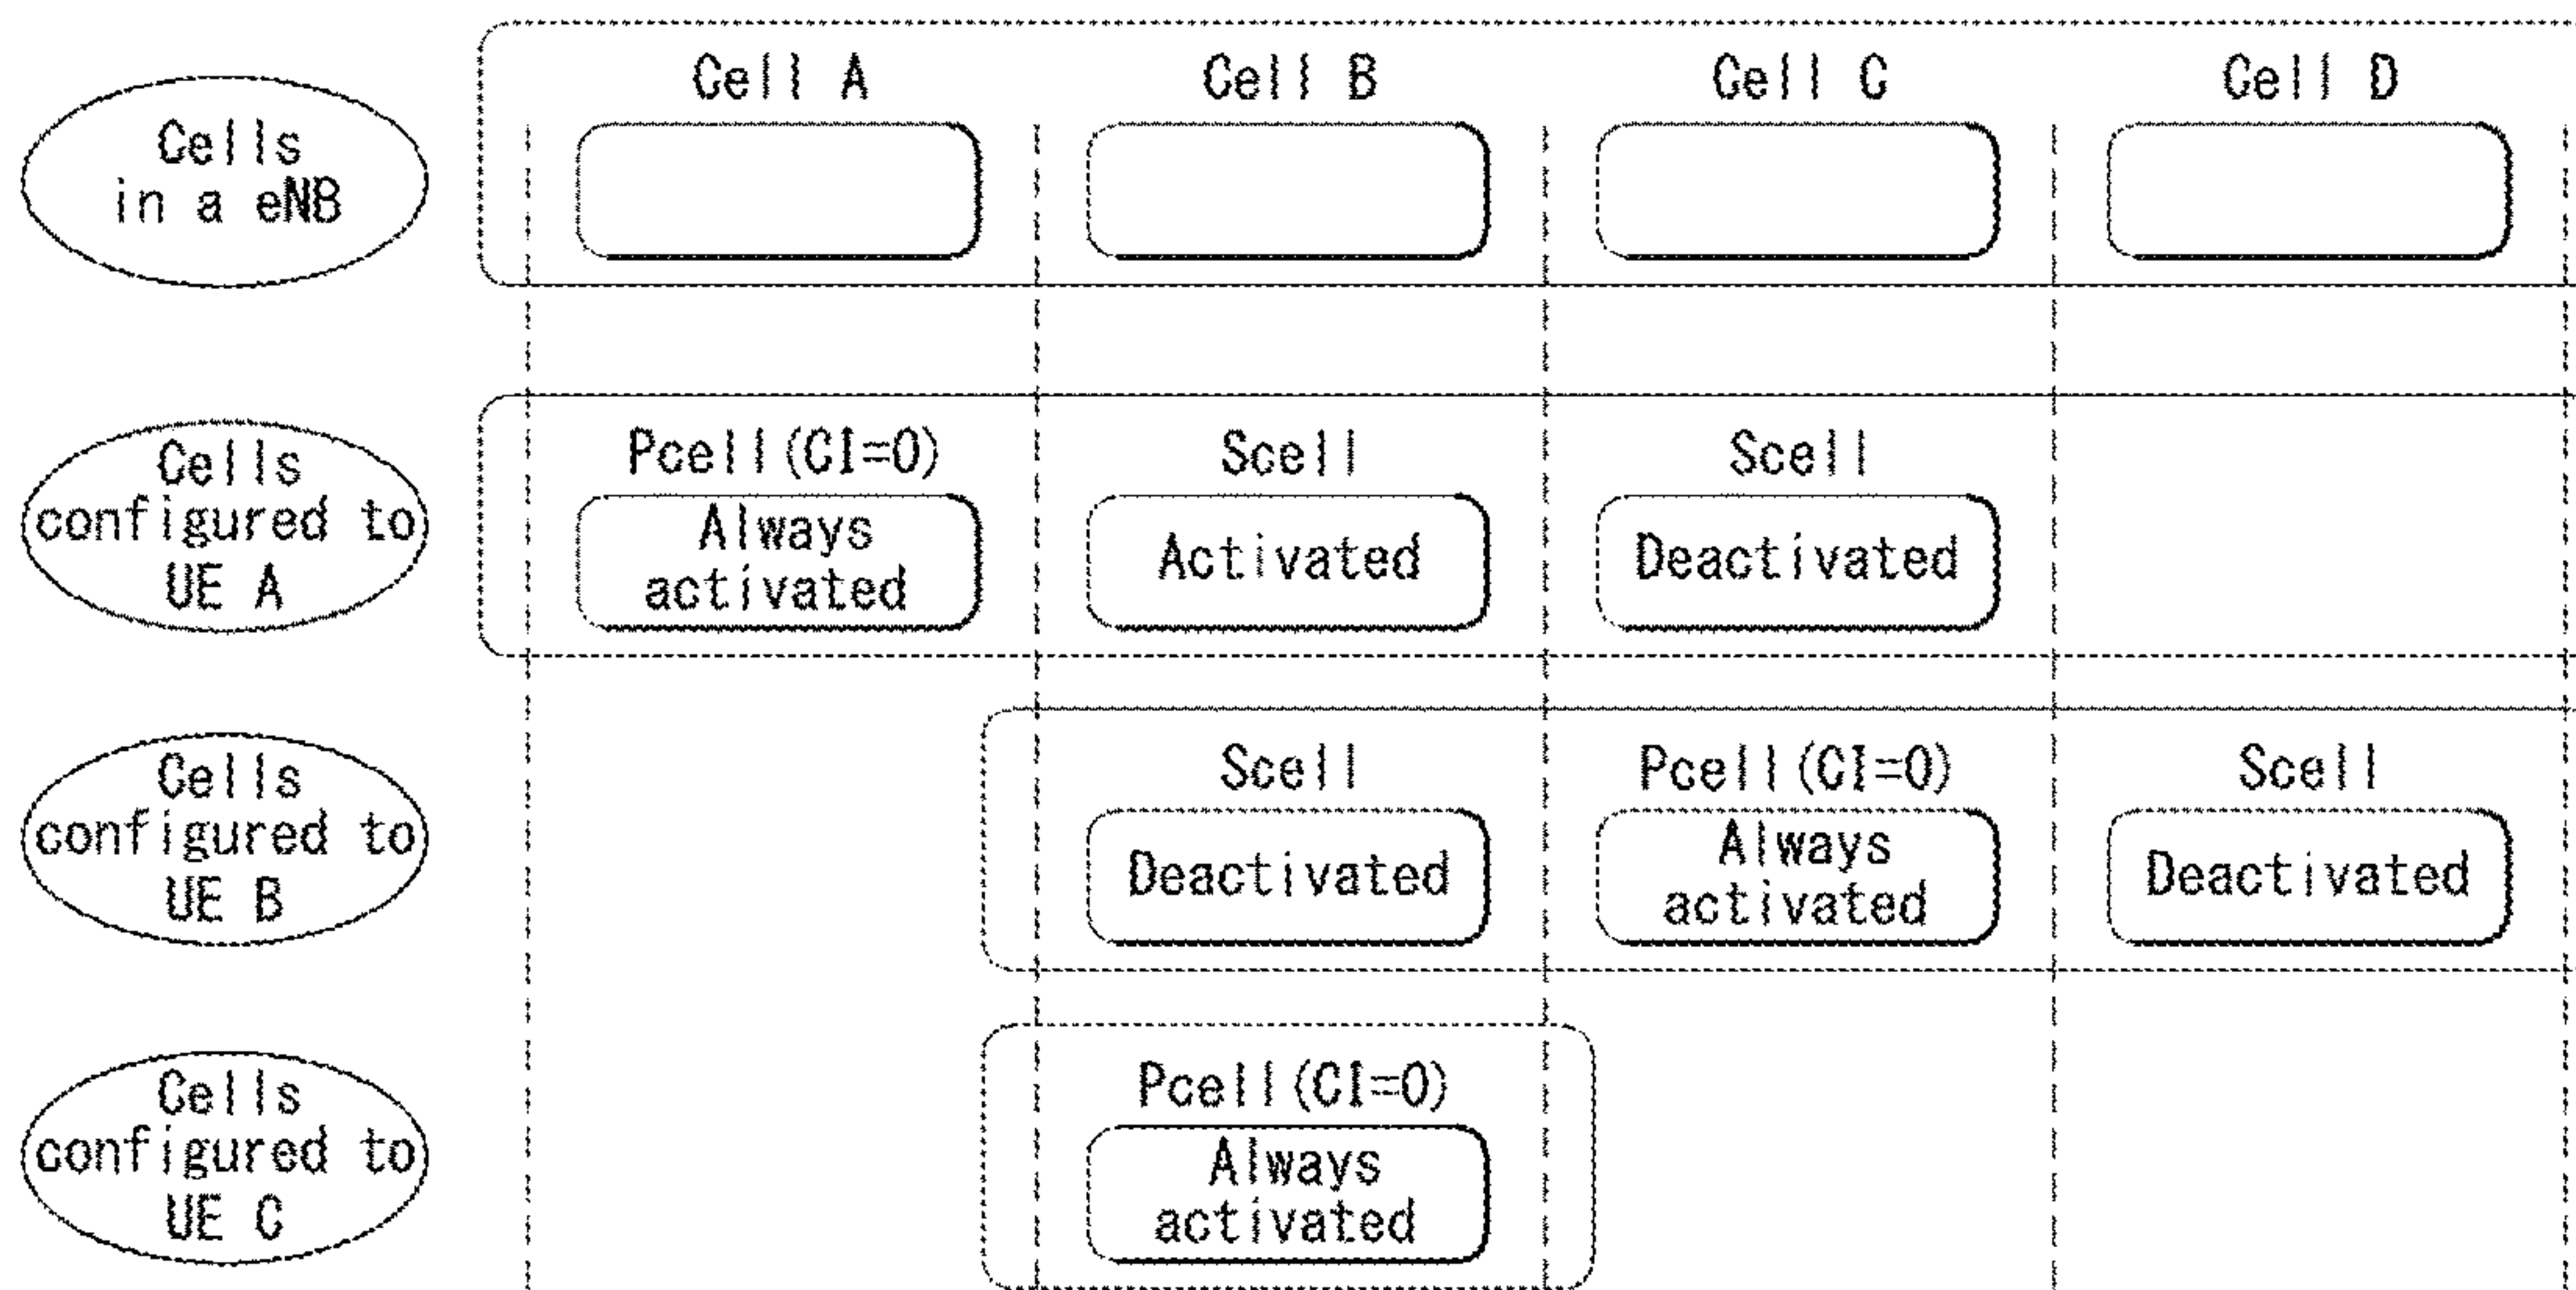 Cell A Cell B Cell C Cell D
Cells
in a eNB
Pcell(CI=0) Scell Scell
Cells
configured to
UE A
Always
activated
Activated
Deactivated
Scell Pcell(CI=0) Scell
Cells
configured to
UE B
Deactivated
Always
activated
Deactivated
Pcell(CI=0)
Cells
configured to
UE C
Always
activated